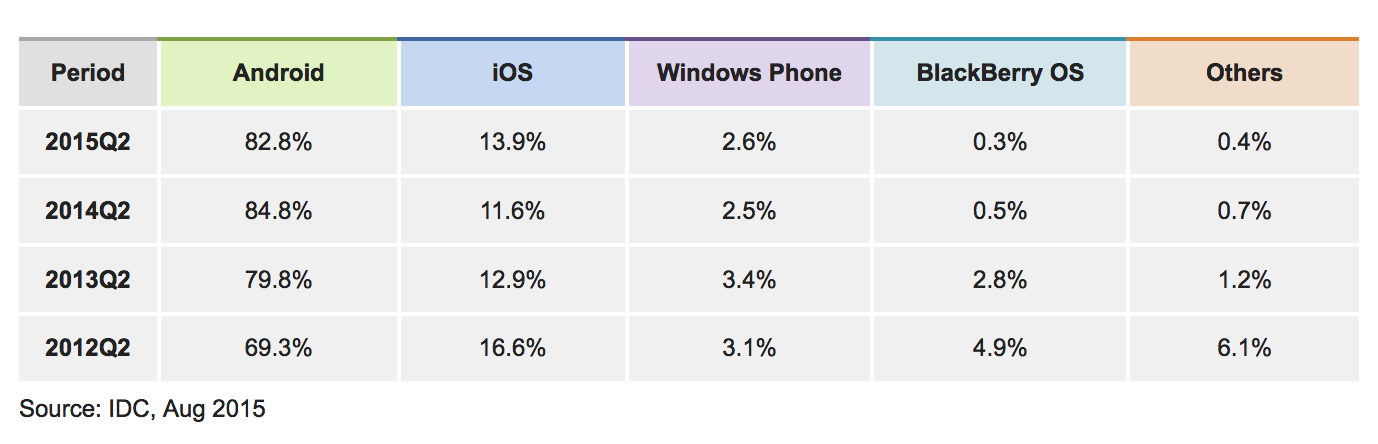 Period Android iOS Windows Phone BlackBerry OS Others
2015Q2 82.8% 13.9% 2.6% 0.3% 0.4%
2014Q2 84.8% 11.6% 2.5% 0.5% 0.7%
2013Q2 79.8% 12.9% 3.4% 2.8% 1.2%
2012Q2 69.3% 16.6% 3.1% 4.9% 6.1%
Source: IDC, Aug 2015